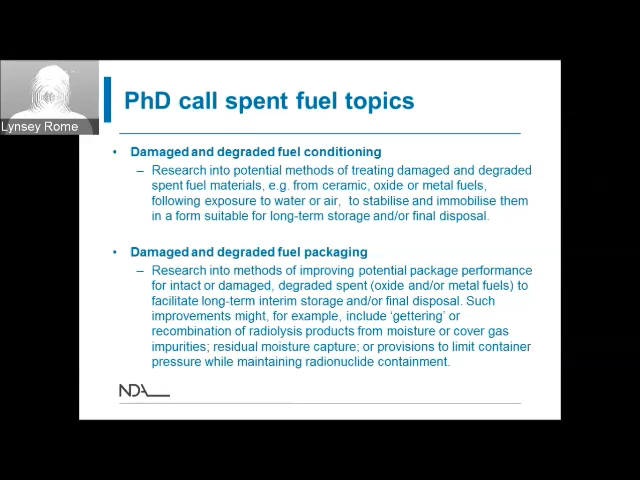 Lynsey Rome
PhD call spent fuel topics
• Damaged and degraded fuel conditioning
– Research into potential methods of treating damaged and degraded
spent fuel materials, e.g. from ceramic, oxide or metal fuels,
following exposure to water or air, to stabilise and immobilise them
in a form suitable for long-term storage and/or final disposal.
• Damaged and degraded fuel packaging
– Research into methods of improving potential package performance
for intact or damaged, degraded spent (oxide and/or metal fuels) to
facilitate long-term interim storage and/or final disposal. Such
improvements might, for example, include ‘gettering’ or
recombination of radiolysis products from moisture or cover gas
impurities; residual moisture capture; or provisions to limit container
pressure while maintaining radionuclide containment.
NDA